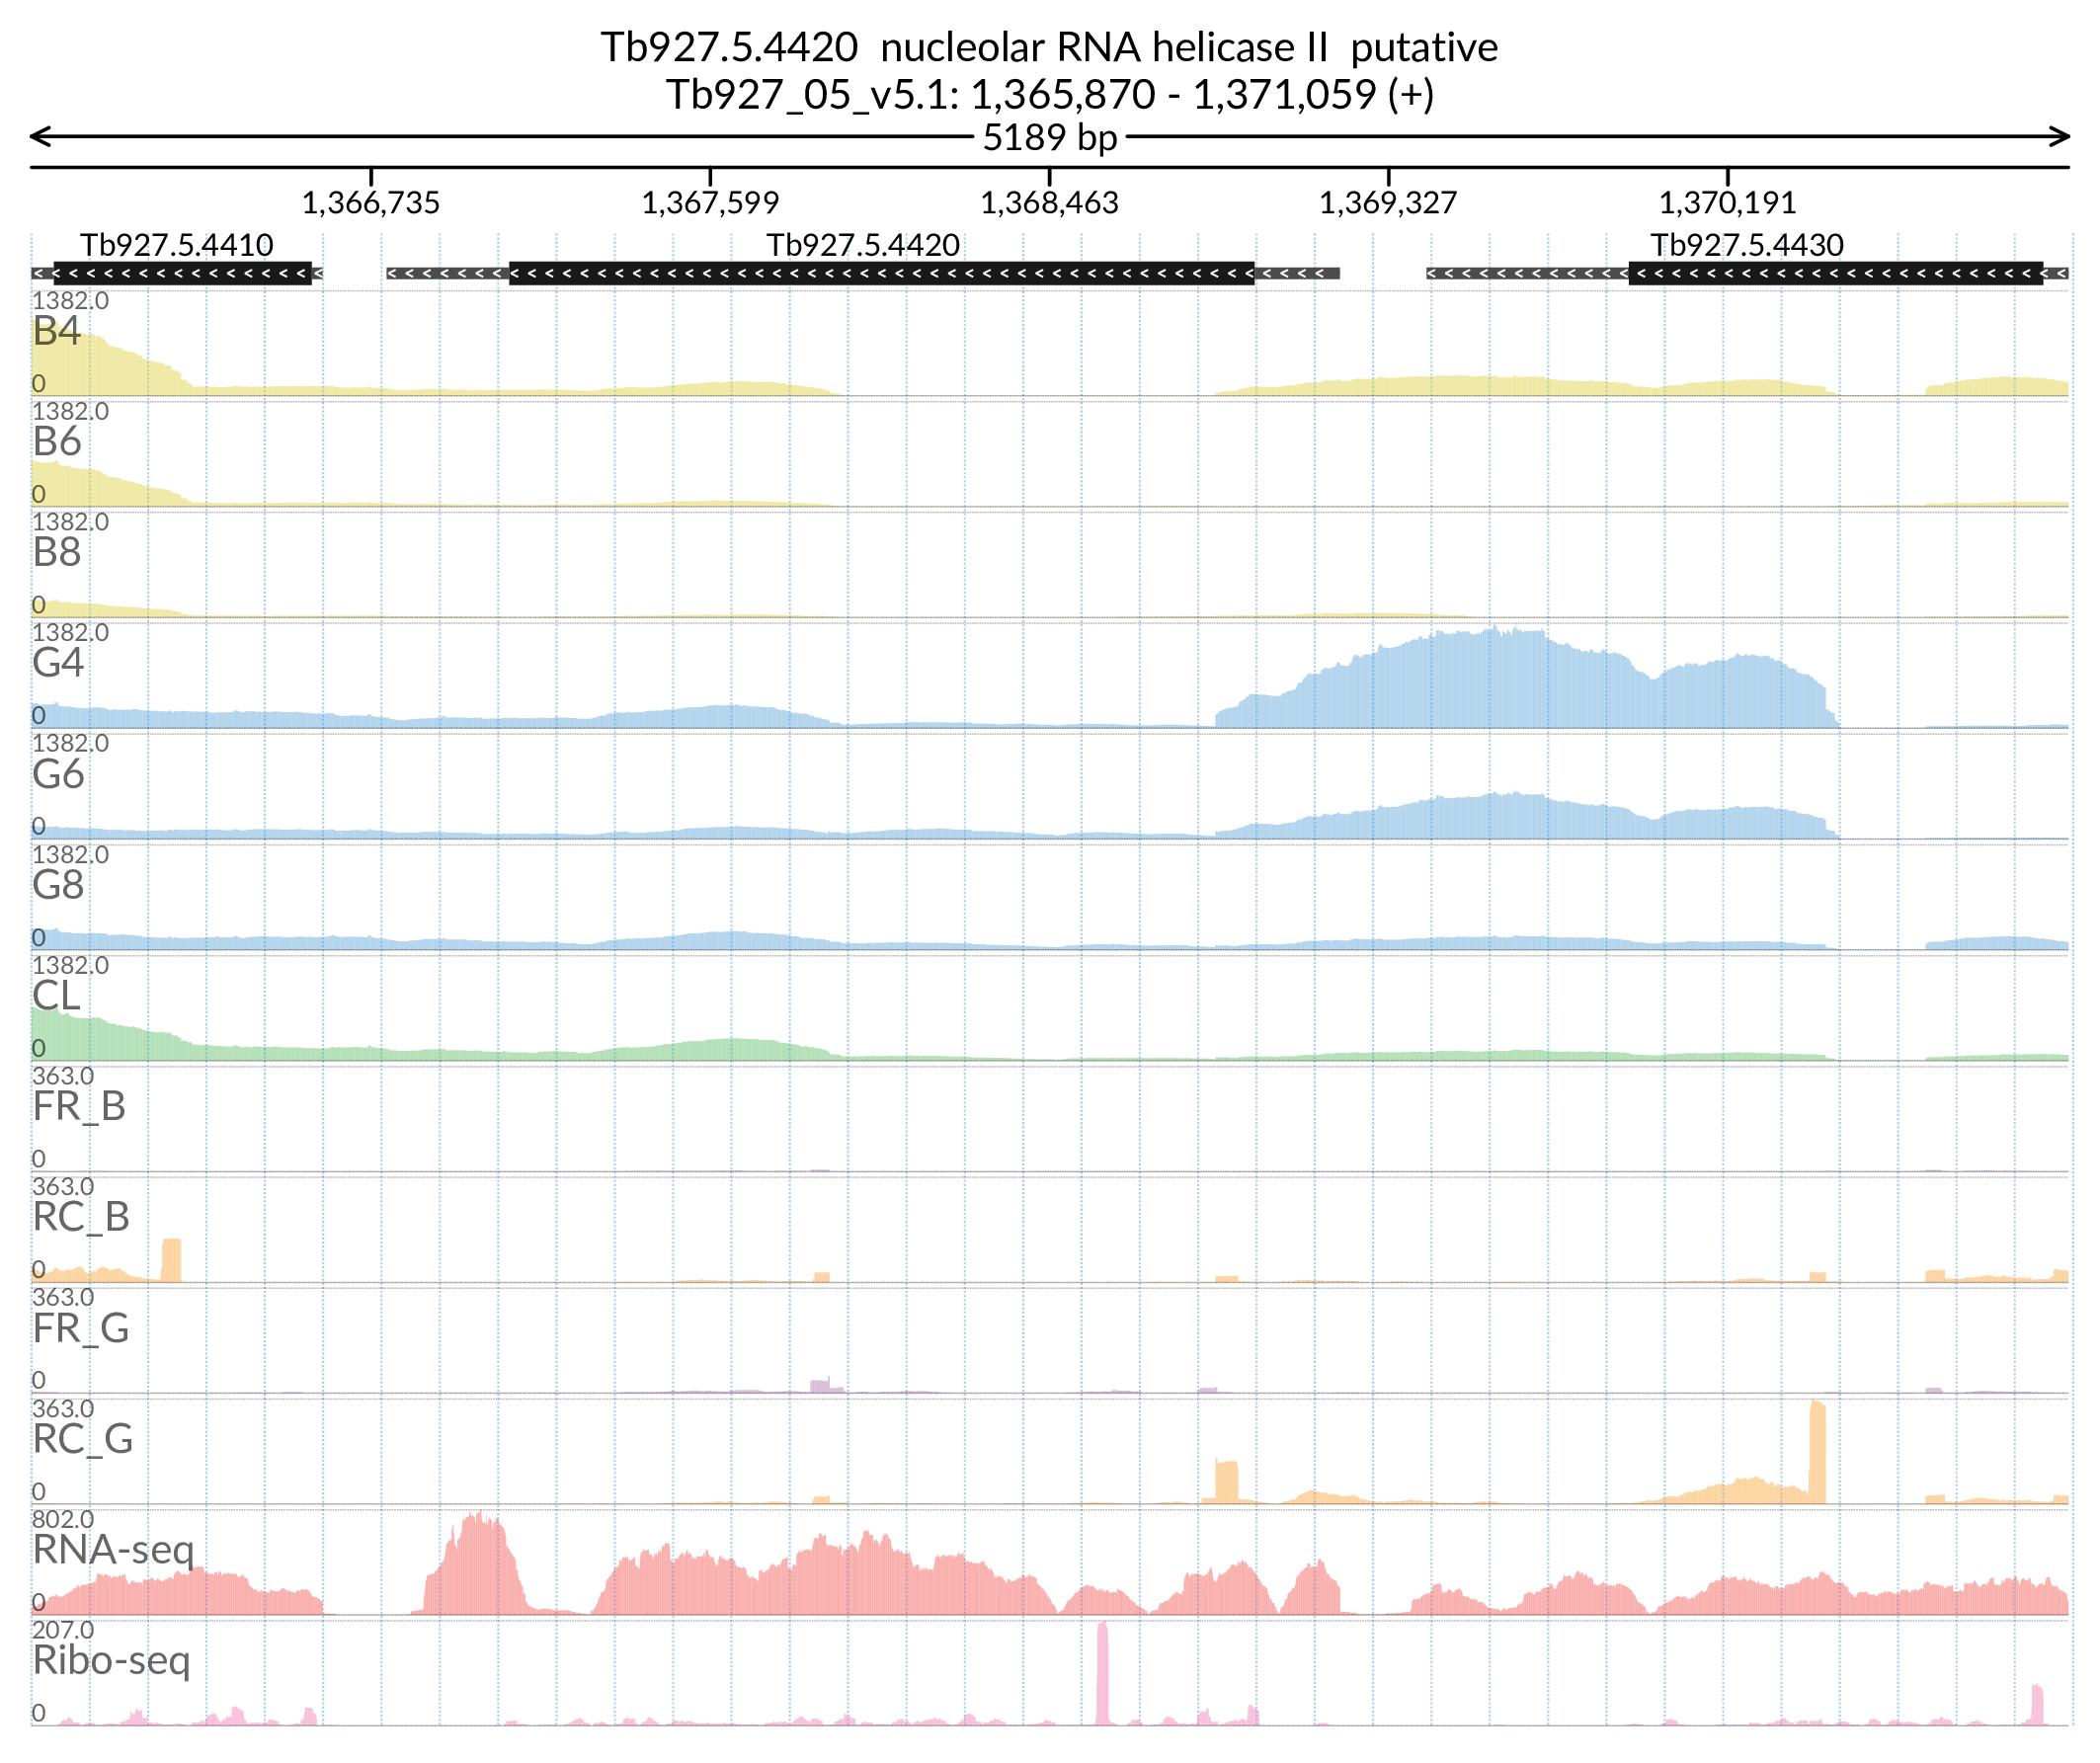 Tb927.5.4420 nucleolar RNA helicase II putative
Tb927_05_v5.1: 1,365,870 - 1,371,059 (+)
5189 bp
1,366,735 1,367,599 1,368,463 1,369,327 1,370,191
Tb927.5.4410 Tb927.5.4420 Tb927.5.4430
1382.0
B4
0
1382.0
B6
0
1382.0
B8
0
1382.0
G4
0
1382.0
G6
0
1382.0
G8
0
1382.0
CL
0
363.0
FR_B
0
363.0
RC_B
0
363.0
FR_G
0
363.0
RC_G
0
802.0
RNA-seq
0
207.0
Ribo-seq
0